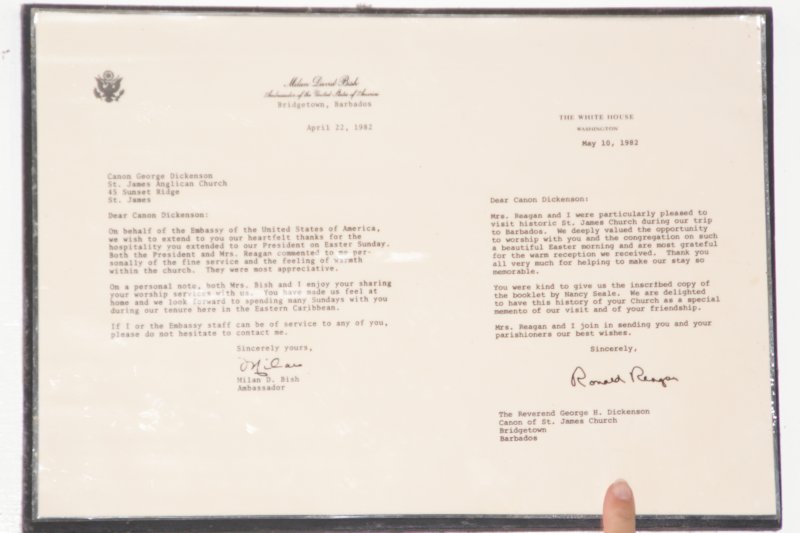 Milan David Bish
Ambassador of the United States of America
Bridgetown, Barbados
April 22, 1982
Canon George Dickenson
St. James Anglican Church
45 Sunset Ridge
St. James
Dear Canon Dickenson:
On behalf of the Embassy of the United States of America,
we wish to extend to you our heartfelt thanks for the
hospitality you extended to our President on Easter Sunday.
Both the President and Mrs. Reagan commented to me per-
sonally of the fine service and the feeling of warmth
within the church. They were most appreciative.
On a personal note, both Mrs. Bish and I enjoy your sharing
your worship services with us. You have made us feel at
home and we look forward to spending many Sundays with you
during our tenure here in the Eastern Caribbean.
If I or the Embassy staff can be of service to any of you,
please do not hesitate to contact me.
Sincerely yours,
Milan
Milan D. Bish
Ambassador
THE WHITE HOUSE
WASHINGTON
May 10, 1982
Dear Canon Dickenson:
Mrs. Reagan and I were particularly pleased to
visit historic St. James Church during our trip
to Barbados. We deeply valued the opportunity
to worship with you and the congregation on such
a beautiful Easter morning and are most grateful
for the warm reception we received. Thank you
all very much for helping to make our stay so
memorable.
You were kind to give us the inscribed copy of
the booklet by Nancy Seale. We are delighted
to have this history of your Church as a special
memento of our visit and of your friendship.
Mrs. Reagan and I join in sending you and your
parishioners our best wishes.
Sincerely,
Ronald Reagan
The Reverend George H. Dickenson
Canon of St. James Church
Bridgetown
Barbados